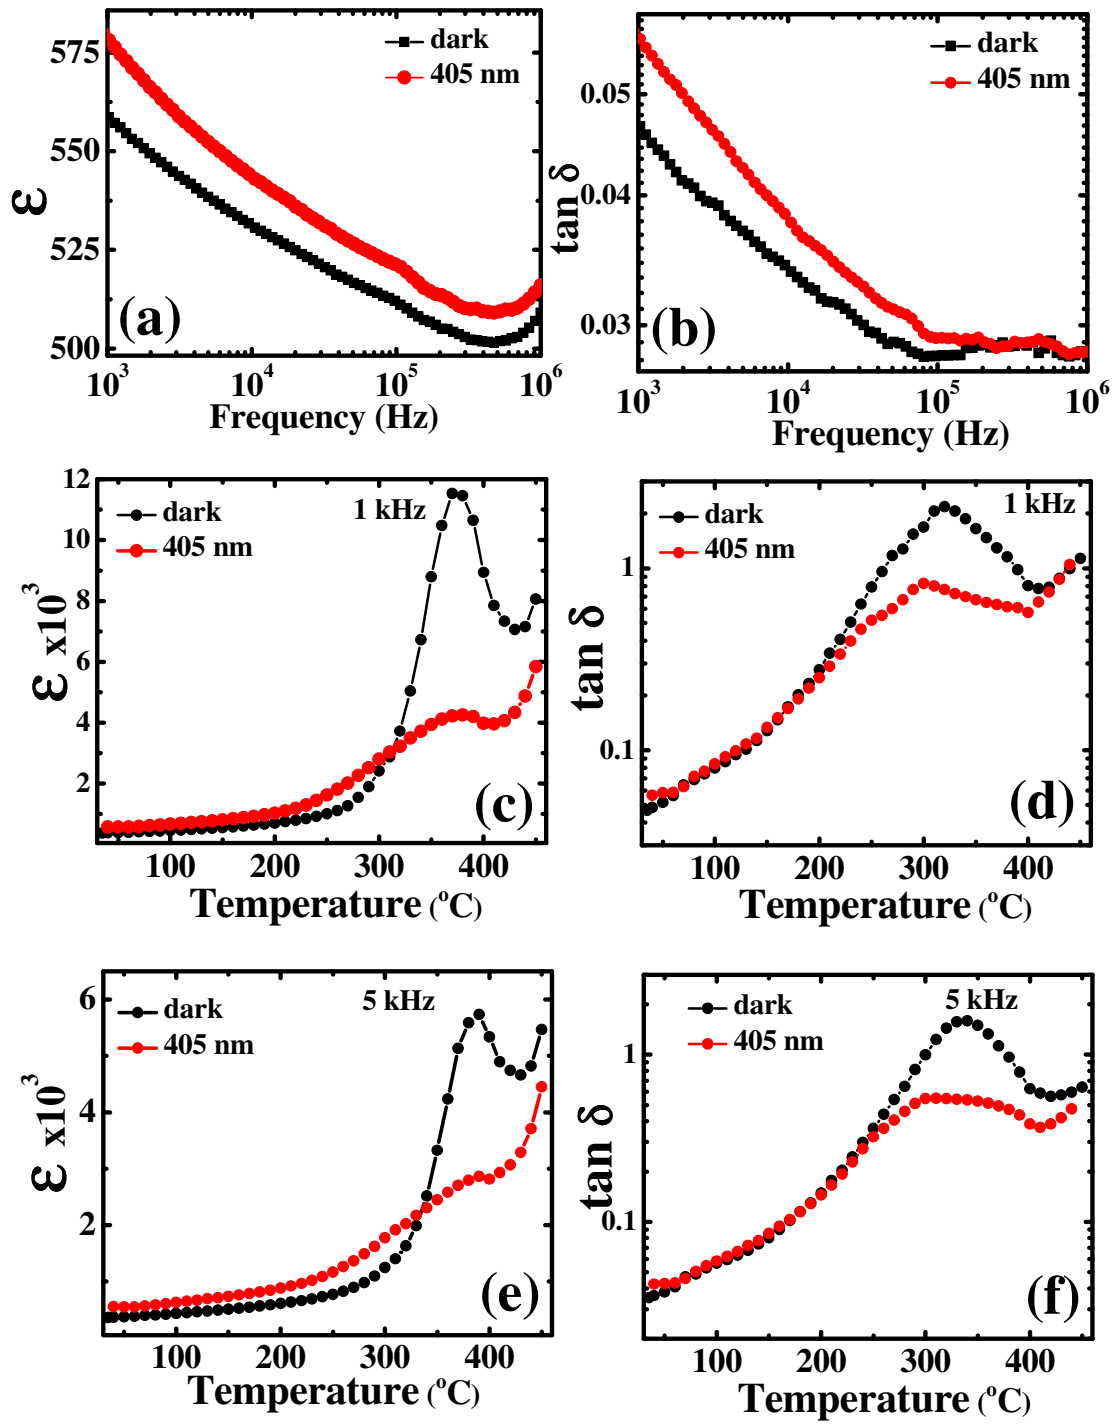 dark
405 nm
575
550
525
500
ε
(a)
10³ 10⁴ 10⁵ 10⁶
Frequency (Hz)
dark
405 nm
0.05
0.04
0.03
tan δ
(b)
10³ 10⁴ 10⁵ 10⁶
Frequency (Hz)
12
10
8
6
4
2
ε x10³
dark
405 nm
1 kHz
(c)
100 200 300 400
Temperature (°C)
1
0.1
tan δ
dark
405 nm
1 kHz
(d)
100 200 300 400
Temperature (°C)
6
4
2
ε x10³
dark
405 nm
5 kHz
(e)
100 200 300 400
Temperature (°C)
1
0.1
tan δ
dark
405 nm
5 kHz
(f)
100 200 300 400
Temperature (°C)